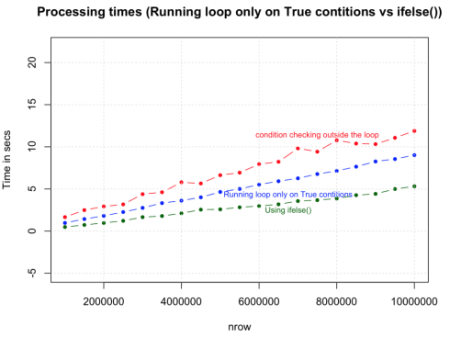 Processing times (Running loop only on True contitions vs ifelse())
Time in secs
20
15
10
5
0
-5
condition checking outside the loop
Running loop only on True contitions
Using ifelse()
2000000 4000000 6000000 8000000 10000000
nrow